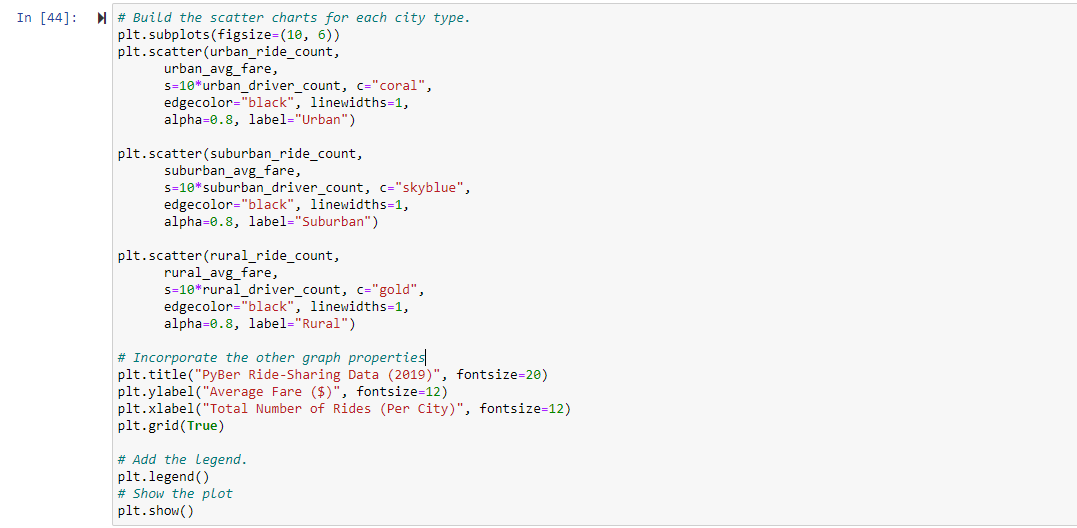 In [44]:
# Build the scatter charts for each city type.
plt.subplots(figsize=(10, 6))
plt.scatter(urban_ride_count,
      urban_avg_fare,
      s=10*urban_driver_count, c="coral",
      edgecolor="black", linewidths=1,
      alpha=0.8, label="Urban")

plt.scatter(suburban_ride_count,
      suburban_avg_fare,
      s=10*suburban_driver_count, c="skyblue",
      edgecolor="black", linewidths=1,
      alpha=0.8, label="Suburban")

plt.scatter(rural_ride_count,
      rural_avg_fare,
      s=10*rural_driver_count, c="gold",
      edgecolor="black", linewidths=1,
      alpha=0.8, label="Rural")

# Incorporate the other graph properties
plt.title("PyBer Ride-Sharing Data (2019)", fontsize=20)
plt.ylabel("Average Fare ($)", fontsize=12)
plt.xlabel("Total Number of Rides (Per City)", fontsize=12)
plt.grid(True)

# Add the legend.
plt.legend()
# Show the plot
plt.show()